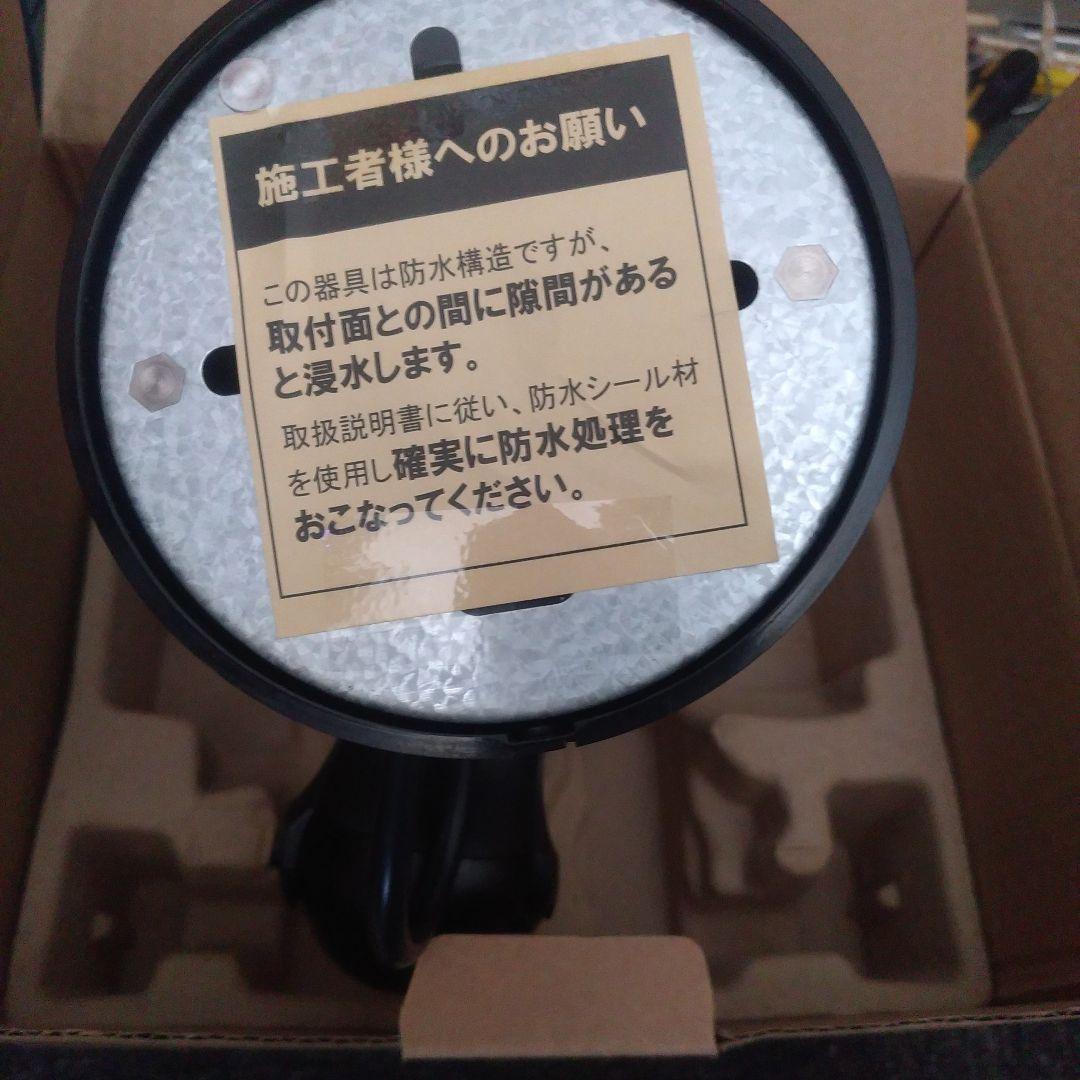 施工者様へのお願い
この器具は防水構造ですが、
取付面との間に隙間がある
と浸水します。
取扱説明書に従い、防水シール材
を使用し確実に防水処理を
おこなってください。